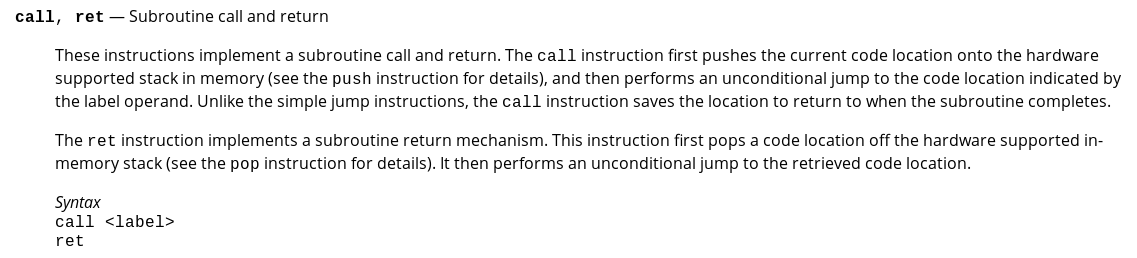 call, ret — Subroutine call and return
These instructions implement a subroutine call and return. The call instruction first pushes the current code location onto the hardware
supported stack in memory (see the push instruction for details), and then performs an unconditional jump to the code location indicated by
the label operand. Unlike the simple jump instructions, the call instruction saves the location to return to when the subroutine completes.
The ret instruction implements a subroutine return mechanism. This instruction first pops a code location off the hardware supported in-
memory stack (see the pop instruction for details). It then performs an unconditional jump to the retrieved code location.
Syntax
call <label>
ret